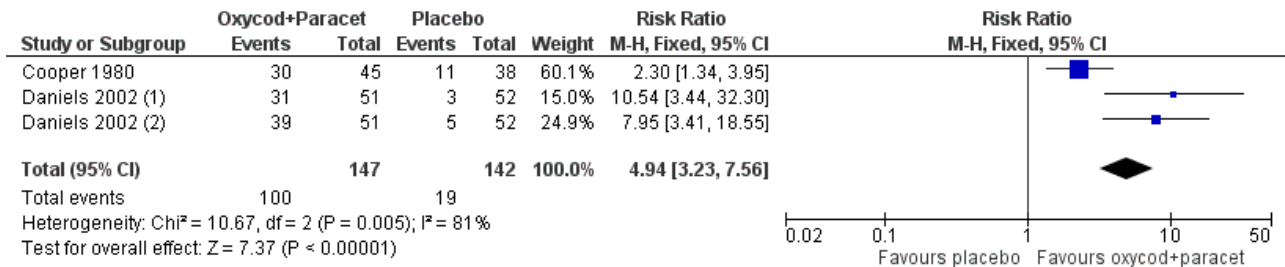 Oxycod+Paracet Placebo Risk Ratio Risk Ratio
Study or Subgroup Events Total Events Total Weight M-H, Fixed, 95% CI M-H, Fixed, 95% CI
Cooper 1980 30 45 11 38 60.1% 2.30 [1.34, 3.95]
Daniels 2002 (1) 31 51 3 52 15.0% 10.54 [3.44, 32.30]
Daniels 2002 (2) 39 51 5 52 24.9% 7.95 [3.41, 18.55]
Total (95% CI) 147 142 100.0% 4.94 [3.23, 7.56]
Total events 100 19
Heterogeneity: Chi² = 10.67, df = 2 (P = 0.005); I² = 81%
Test for overall effect: Z = 7.37 (P < 0.00001)
0.02 0.1 1 10 50
Favours placebo Favours oxycod+paracet